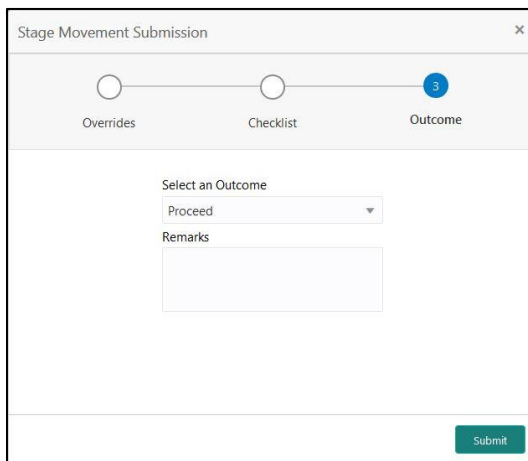 Stage Movement Submission
×
3
Overrides
Checklist
Outcome
Select an Outcome
Proceed
Remarks
Submit